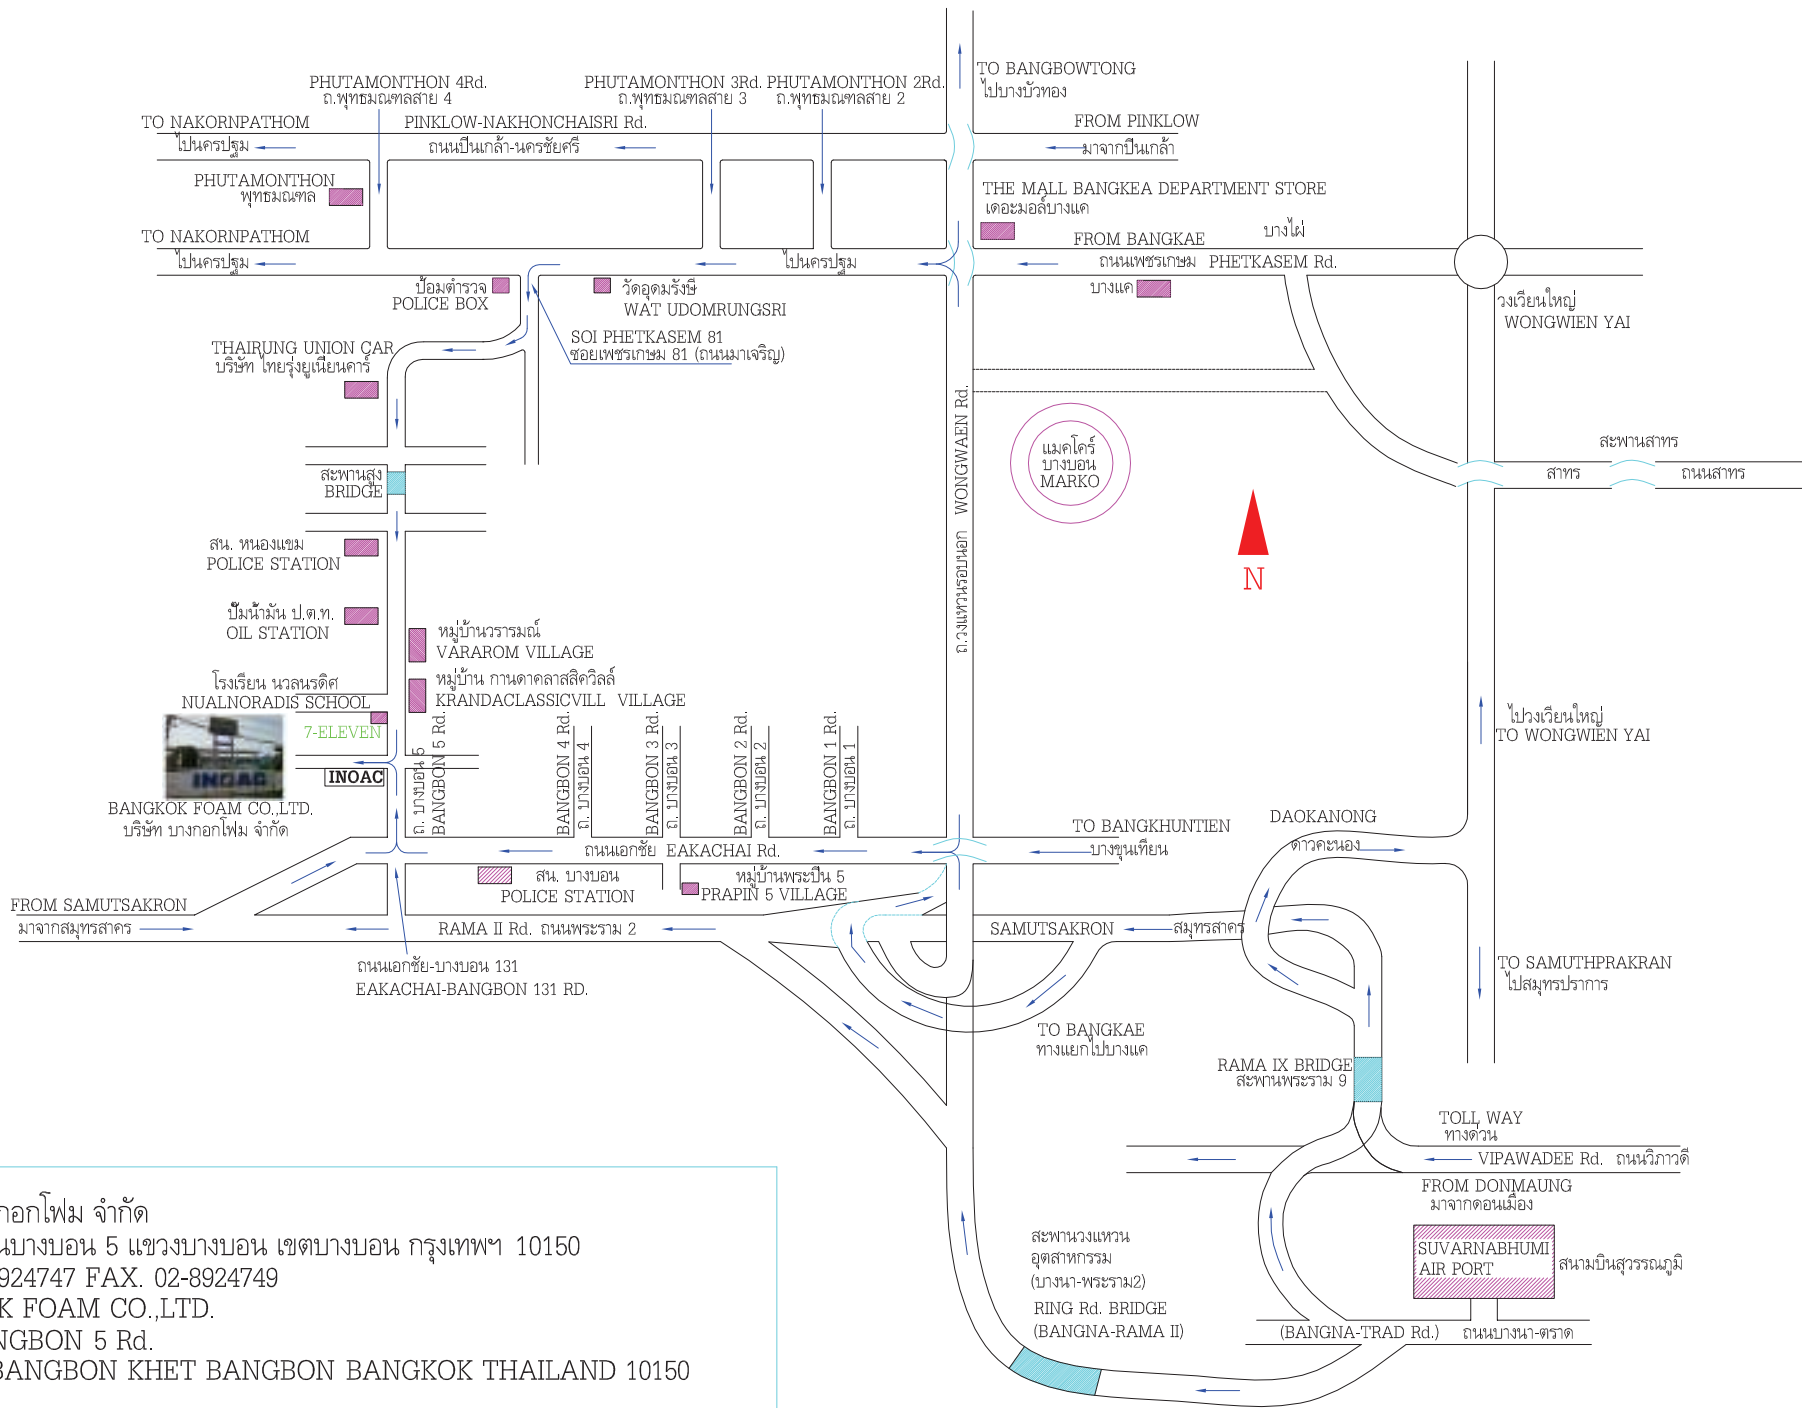 TO BANGBOWTONG
ไปบางบัวทอง
PHUTAMONTHON 4Rd.
ถ.พุทธมณฑลสาย 4
PHUTAMONTHON 3Rd.
ถ.พุทธมณฑลสาย 3
PHUTAMONTHON 2Rd.
ถ.พุทธมณฑลสาย 2
TO NAKORNPATHOM
ไปนครปฐม
PINKLOW-NAKHONCHAISRI Rd.
ถนนปิ่นเกล้า-นครชัยศรี
FROM PINKLOW
มาจากปิ่นเกล้า
PHUTAMONTHON
พุทธมณฑล
THE MALL BANGKEA DEPARTMENT STORE
เดอะมอล์บางแค
TO NAKORNPATHOM
ไปนครปฐม
ไปนครปฐม
FROM BANGKAE
บางไผ่
ถนนเพชรเกษม PHETKASEM Rd.
ป้อมตำรวจ
POLICE BOX
วัดอุดมรังษี
WAT UDOMRUNGSRI
บางแค
วงเวียนใหญ่
WONGWIEN YAI
SOI PHETKASEM 81
ซอยเพชรเกษม 81 (ถนนมาเจริญ)
THAIRUNG UNION CAR
บริษัท ไทยรุ่งยูเนี่ยนคาร์
ถ.วงแหวนรอบนอก WONGWAEN Rd.
แมคโคร์
บางบอน
MARKO
สะพานสาทร
สาทร
ถนนสาทร
สะพานสูง
BRIDGE
N
สน. หนองแขม
POLICE STATION
ปั๊มน้ำมัน ป.ต.ท.
OIL STATION
หมู่บ้านวรารมณ์
VARAROM VILLAGE
หมู่บ้าน กานดาคลาสสิควิลล์
KRANDACLASSICVILL VILLAGE
โรงเรียน นวลนรดิศ
NUALNORADIS SCHOOL
7-ELEVEN
INOAC
INOAC
BANGKOK FOAM CO.,LTD.
บริษัท บางกอกโฟม จำกัด
ถ. บางบอน 5
BANGBON 5 Rd.
BANGBON 4 Rd.
ถ. บางบอน 4
BANGBON 3 Rd.
ถ. บางบอน 3
BANGBON 2 Rd.
ถ. บางบอน 2
BANGBON 1 Rd.
ถ. บางบอน 1
ไปวงเวียนใหญ่
TO WONGWIEN YAI
TO BANGKHUNTIEN
บางขุนเทียน
DAOKANONG
ดาวคะนอง
ถนนเอกชัย EAKACHAI Rd.
สน. บางบอน
POLICE STATION
หมู่บ้านพระปิ่น 5
PRAPIN 5 VILLAGE
FROM SAMUTSAKRON
มาจากสมุทรสาคร
RAMA II Rd. ถนนพระราม 2
SAMUTSAKRON
สมุทรสาคร
ถนนเอกชัย-บางบอน 131
EAKACHAI-BANGBON 131 RD.
TO SAMUTHPRAKRAN
ไปสมุทรปราการ
TO BANGKAE
ทางแยกไปบางแค
RAMA IX BRIDGE
สะพานพระราม 9
TOLL WAY
ทางด่วน
VIPAWADEE Rd. ถนนวิภาวดี
FROM DONMAUNG
มาจากดอนเมือง
SUVARNABHUMI
AIR PORT
สนามบินสุวรรณภูมิ
สะพานวงแหวน
อุตสาหกรรม
(บางนา-พระราม2)
RING Rd. BRIDGE
(BANGNA-RAMA II)
(BANGNA-TRAD Rd.) ถนนบางนา-ตราด
กอกโฟม จำกัด
นบางบอน 5 แขวงบางบอน เขตบางบอน กรุงเทพฯ 10150
924747 FAX. 02-8924749
K FOAM CO.,LTD.
NGBON 5 Rd.
BANGBON KHET BANGBON BANGKOK THAILAND 10150